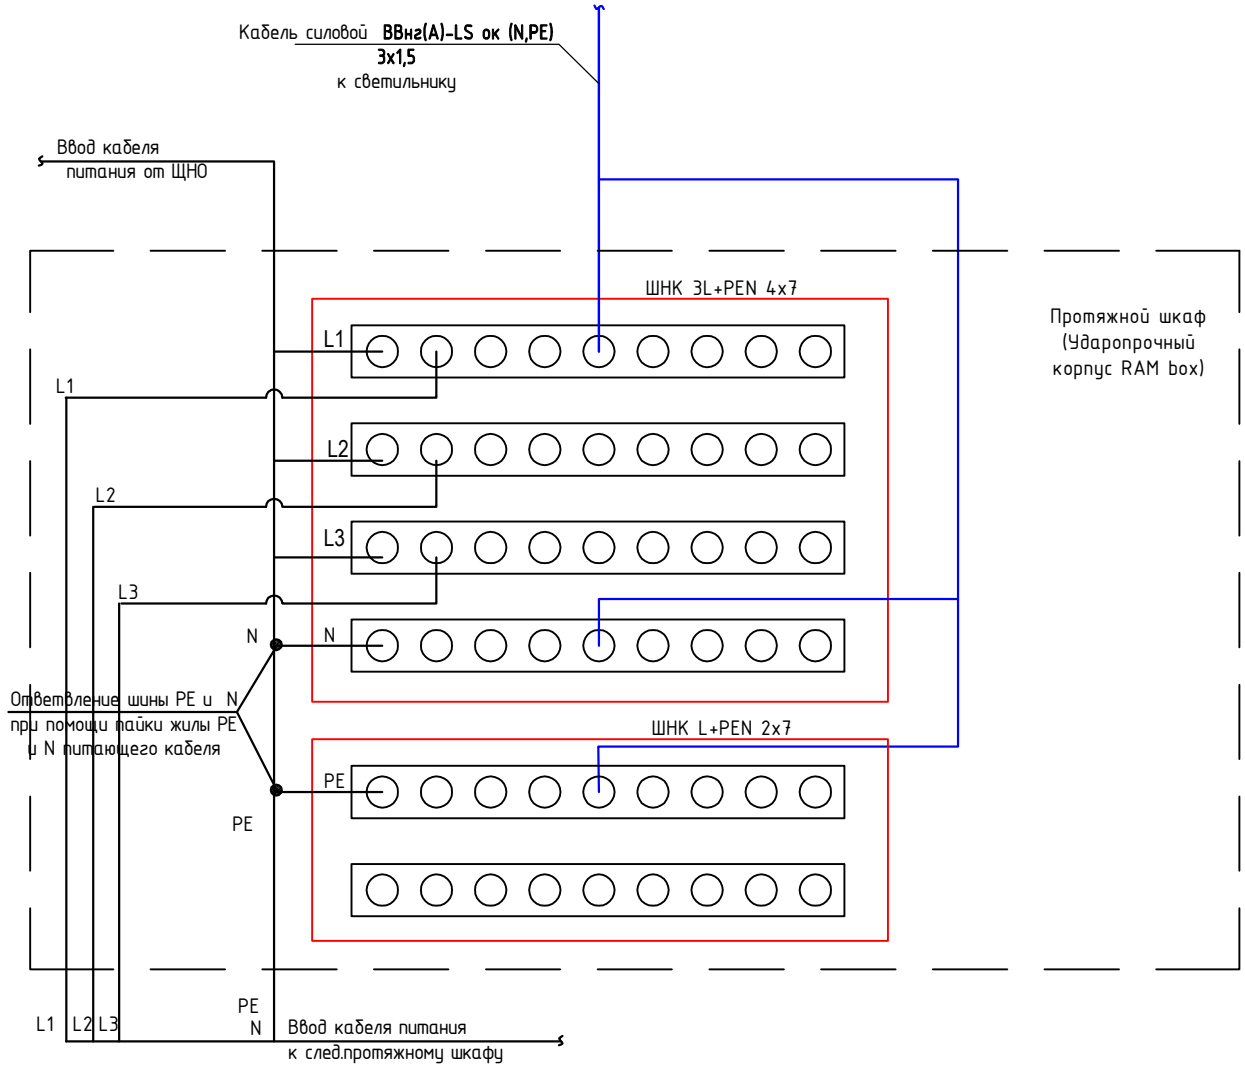 Кабель силовой ВВнг(А)-LS ок (N,PE)
3х1,5
к светильнику
Ввод кабеля
питания от ЩНО
ШНК 3L+PEN 4х7
Протяжной шкаф
(Ударопрочный
корпус RAM box)
L1
L1
L2
L2
L3
L3
N
N
Ответвление шины PE и N
при помощи пайки жилы PE
и N питающего кабеля
ШНК L+PEN 2х7
PE
PE
PE
L1
L2
L3
N
Ввод кабеля питания
к след.протяжному шкафу